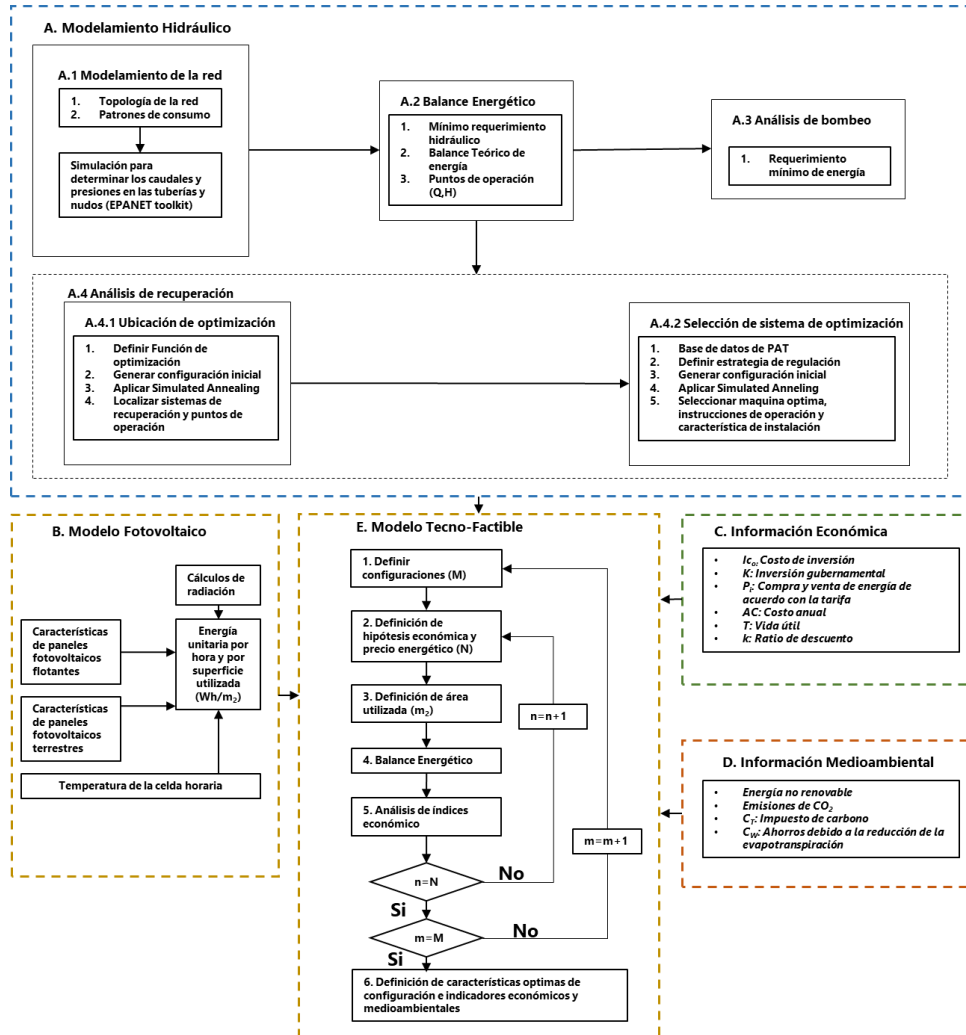 A. Modelamiento Hidráulico
A.1 Modelamiento de la red
1. Topología de la red
2. Patrones de consumo
Simulación para
determinar los caudales y
presiones en las tuberías y
nudos (EPANET toolkit)
A.2 Balance Energético
1. Mínimo requerimiento
hidráulico
2. Balance Teórico de
energía
3. Puntos de operación
(Q,H)
A.3 Análisis de bombeo
1. Requerimiento
mínimo de energía
A.4 Análisis de recuperación
A.4.1 Ubicación de optimización
1. Definir Función de
optimización
2. Generar configuración inicial
3. Aplicar Simulated Annealing
4. Localizar sistemas de
recuperación y puntos de
operación
A.4.2 Selección de sistema de optimización
1. Base de datos de PAT
2. Definir estrategia de regulación
3. Generar configuración inicial
4. Aplicar Simulated Anneling
5. Seleccionar maquina optima,
instrucciones de operación y
característica de instalación
B. Modelo Fotovoltaico
Cálculos de
radiación
Características
de paneles
fotovoltaicos
flotantes
Energía
unitaria por
hora y por
superficie
utilizada
(Wh/m2)
Características
de paneles
fotovoltaicos
terrestres
Temperatura de la celda horaria
E. Modelo Tecno-Factible
1. Definir
configuraciones (M)
2. Definición de
hipótesis económica y
precio energético (N)
3. Definición de área
utilizada (m2)
n=n+1
4. Balance Energético
5. Análisis de índices
económico
m=m+1
n=N
No
Si
m=M
No
Si
6. Definición de características optimas de
configuración e indicadores económicos y
medioambientales
C. Información Económica
• Ico: Costo de inversión
• K: Inversión gubernamental
• Pi: Compra y venta de energía de
acuerdo con la tarifa
• AC: Costo anual
• T: Vida útil
• k: Ratio de descuento
D. Información Medioambiental
• Energía no renovable
• Emisiones de CO2
• CT: Impuesto de carbono
• CW: Ahorros debido a la reducción de la
evapotranspiración